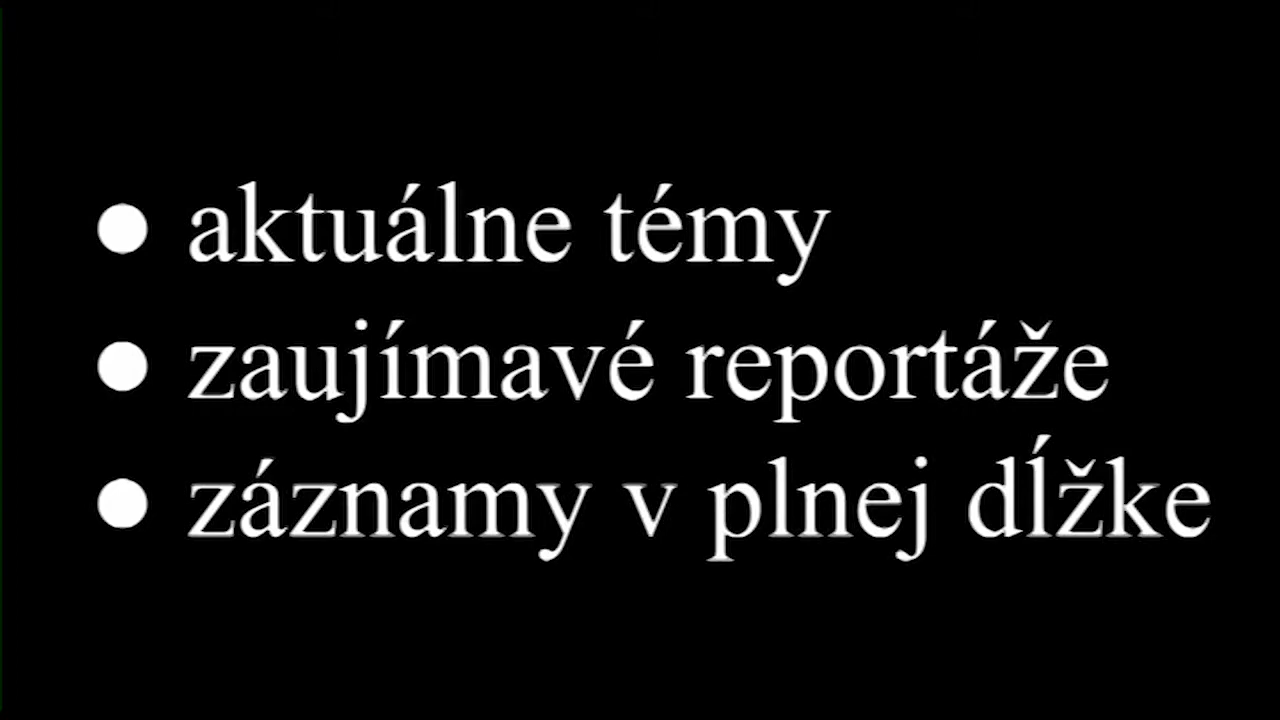 ● aktuálne témy
● zaujímavé reportáže
● záznamy v plnej dĺžke